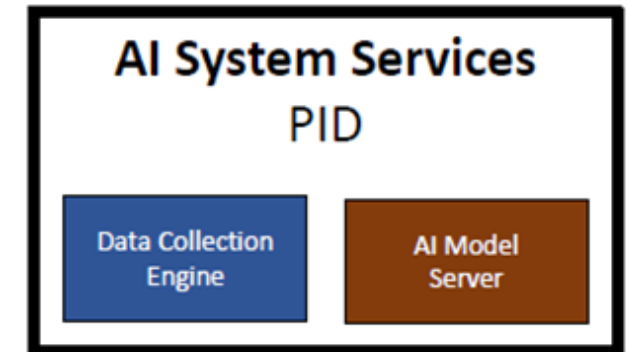 AI System Services
PID
Data Collection
Engine
AI Model
Server